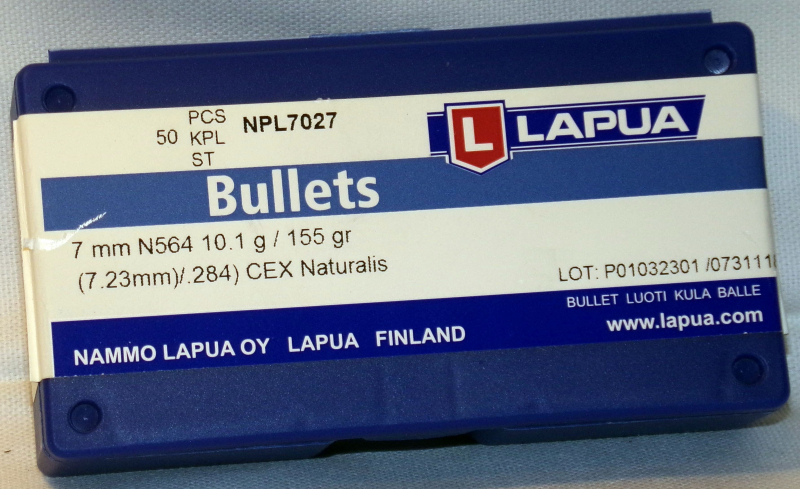 PCS
50 KPL NPL7027
ST
L LAPUA
Bullets
7 mm N564 10.1 g / 155 gr
(7.23mm)/.284) CEX Naturalis
LOT: P01032301 /073111
BULLET LUOTI KULA BALLE
www.lapua.com
NAMMO LAPUA OY LAPUA FINLAND